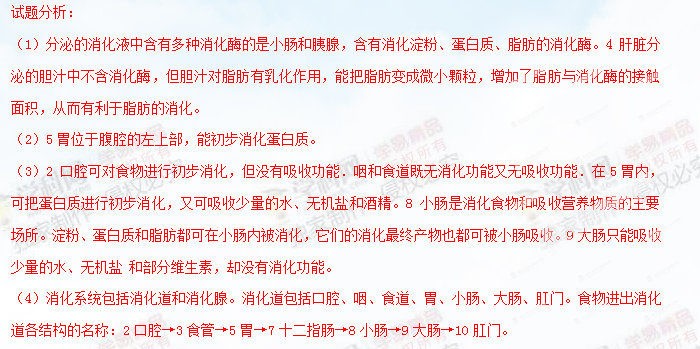 试题分析：
（1）分泌的消化液中含有多种消化酶的是小肠和胰腺，含有消化淀粉、蛋白质、脂肪的消化酶。4 肝脏分
泌的胆汁中不含消化酶，但胆汁对脂肪有乳化作用，能把脂肪变成微小颗粒，增加了脂肪与消化酶的接触
面积，从而有利于脂肪的消化。
（2）5 胃位于腹腔的左上部，能初步消化蛋白质。
（3）2 口腔可对食物进行初步消化，但没有吸收功能．咽和食道既无消化功能又无吸收功能．在 5 胃内，
可把蛋白质进行初步消化，又可吸收少量的水、无机盐和酒精。8 小肠是消化食物和吸收营养物质的主要
场所。淀粉、蛋白质和脂肪都可在小肠内被消化，它们的消化最终产物也都可被小肠吸收。9 大肠只能吸收
少量的水、无机盐 和部分维生素，却没有消化功能。
（4）消化系统包括消化道和消化腺。消化道包括口腔、咽、食道、胃、小肠、大肠、肛门。食物进出消化
道各结构的名称：2 口腔→3 食管→5 胃→7 十二指肠→8 小肠→9 大肠→10 肛门。